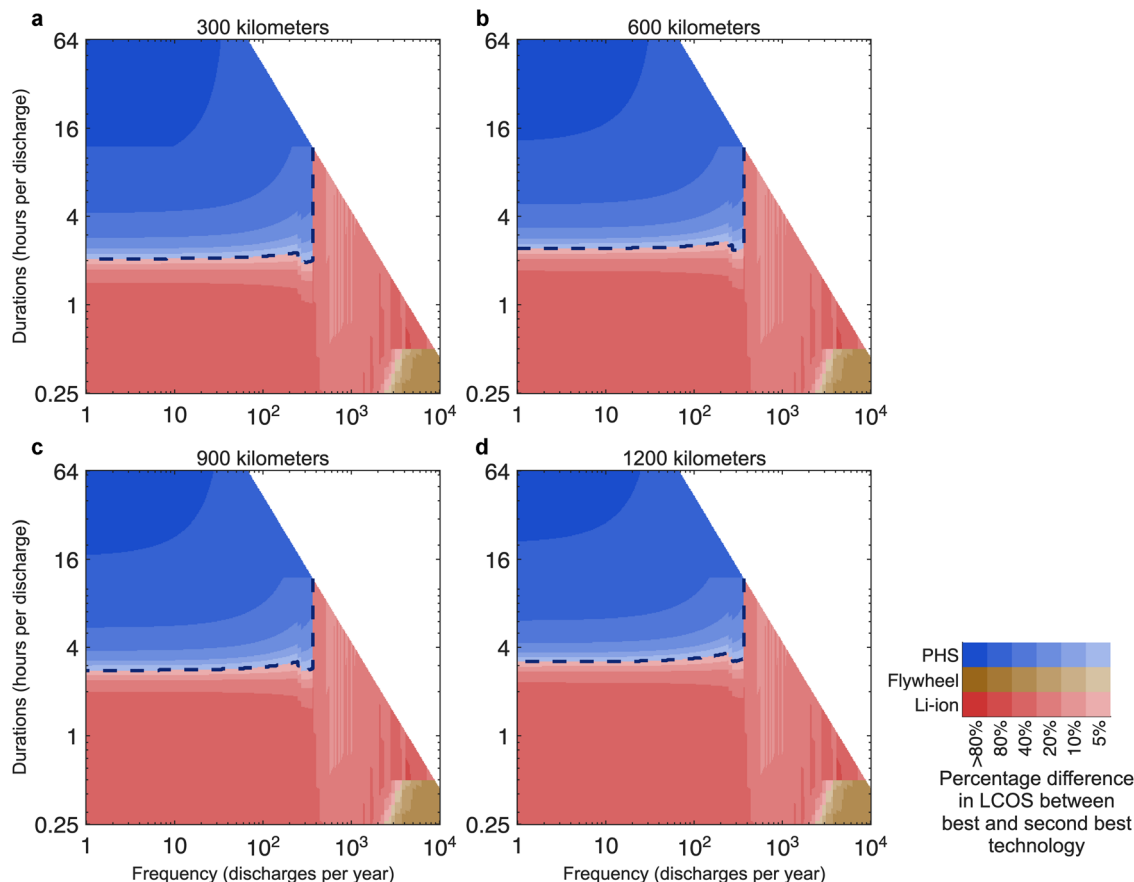 a
300 kilometers
64
16
4
1
0.25
1
10
10²
10³
10⁴
Durations (hours per discharge)
b
600 kilometers
64
16
4
1
0.25
1
10
10²
10³
10⁴
c
900 kilometers
64
16
4
1
0.25
1
10
10²
10³
10⁴
Durations (hours per discharge)
Frequency (discharges per year)
d
1200 kilometers
64
16
4
1
0.25
1
10
10²
10³
10⁴
Frequency (discharges per year)
PHS
Flywheel
Li-ion
>80%
80%
40%
20%
10%
5%
Percentage difference
in LCOS between
best and second best
technology